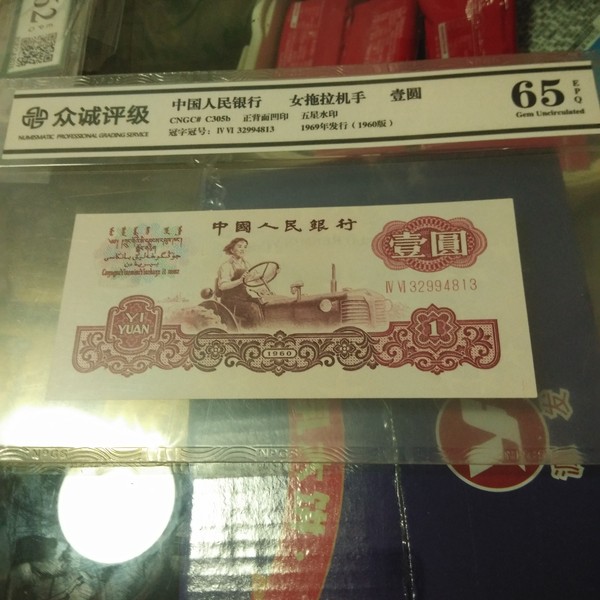 众诚评级
NUMISMATIC PROFESSIONAL GRADING SERVICE
中国人民银行 女拖拉机手 壹圆
CNGC# C305b 正背面凹印 五星水印
冠字冠号: IV VI 32994813 1969年发行 (1960版)
65 EPQ
Gem Uncirculated
中國人民銀行
壹圓
IV VI 32994813
YI
YUAN
1960
1